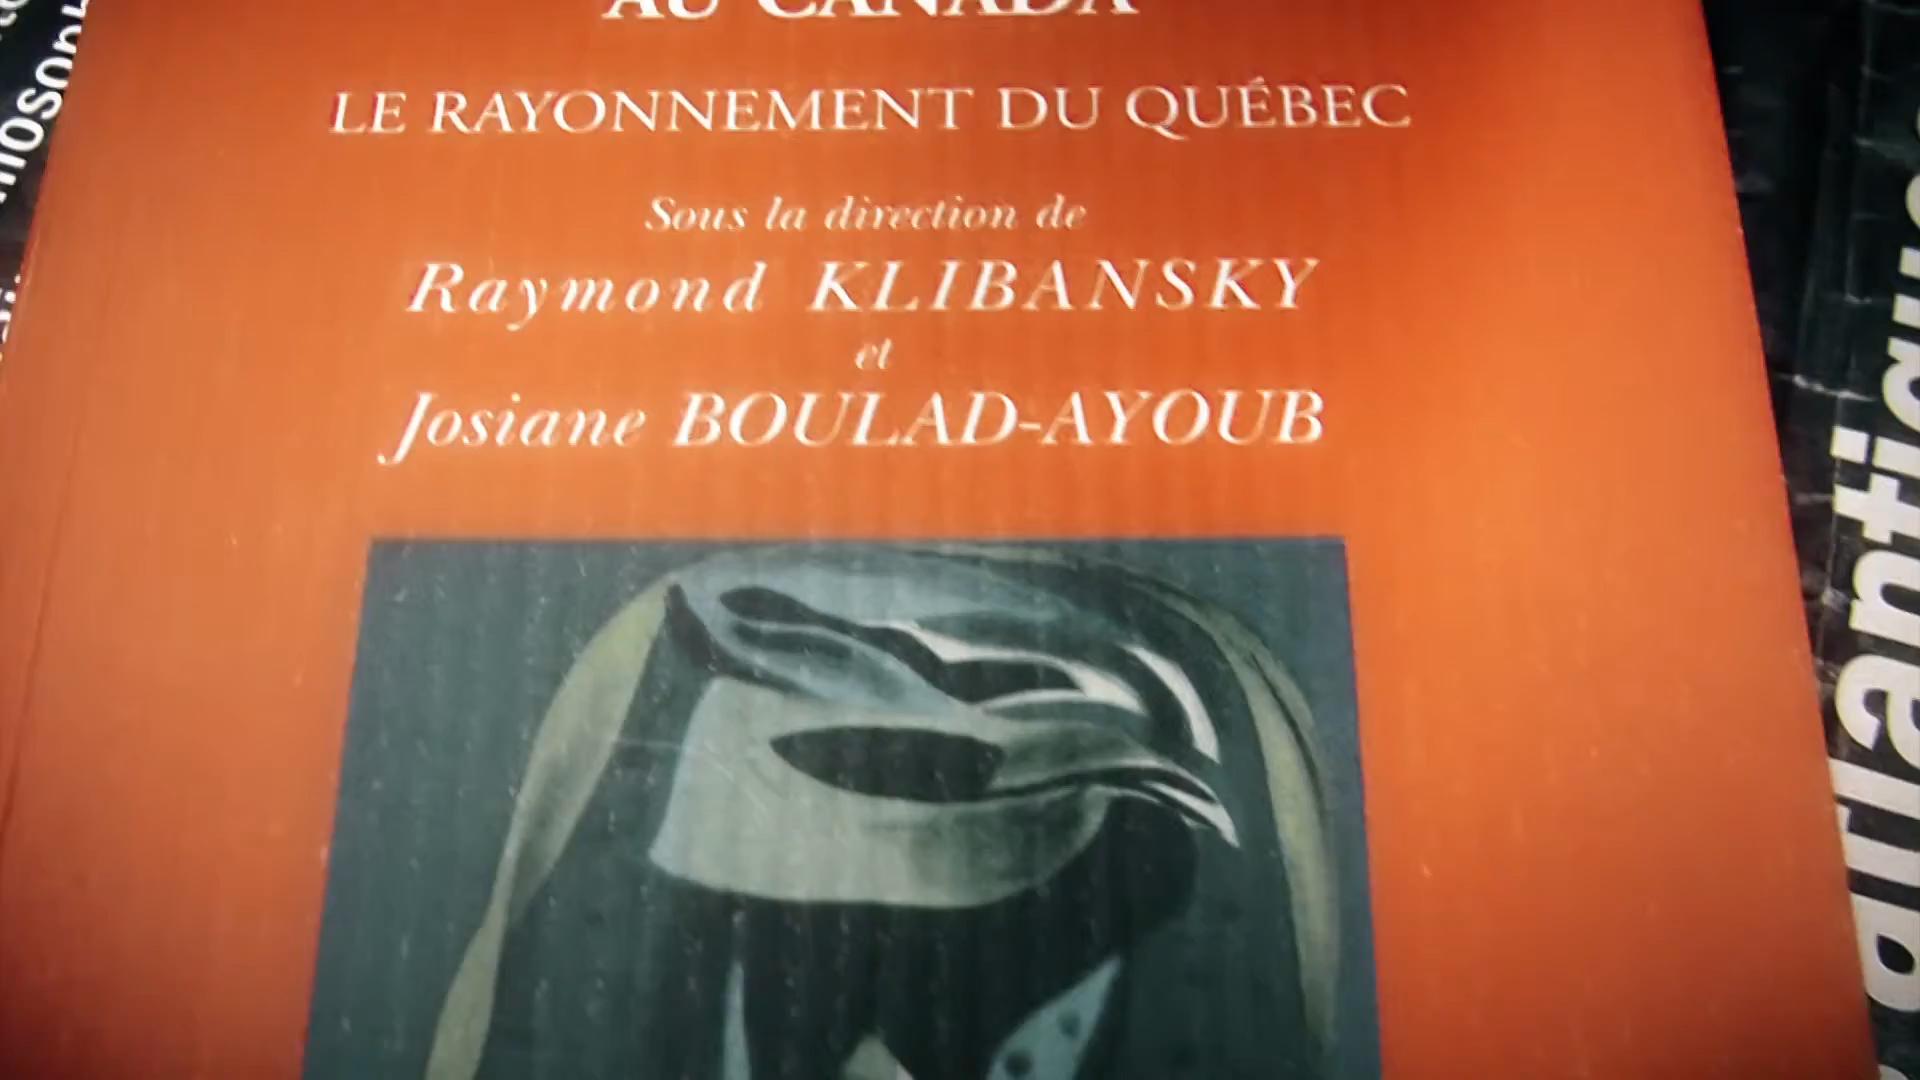 AU CANADA
LE RAYONNEMENT DU QUÉBEC
Sous la direction de
Raymond KLIBANSKY
et
Josiane BOULAD-AYOUB